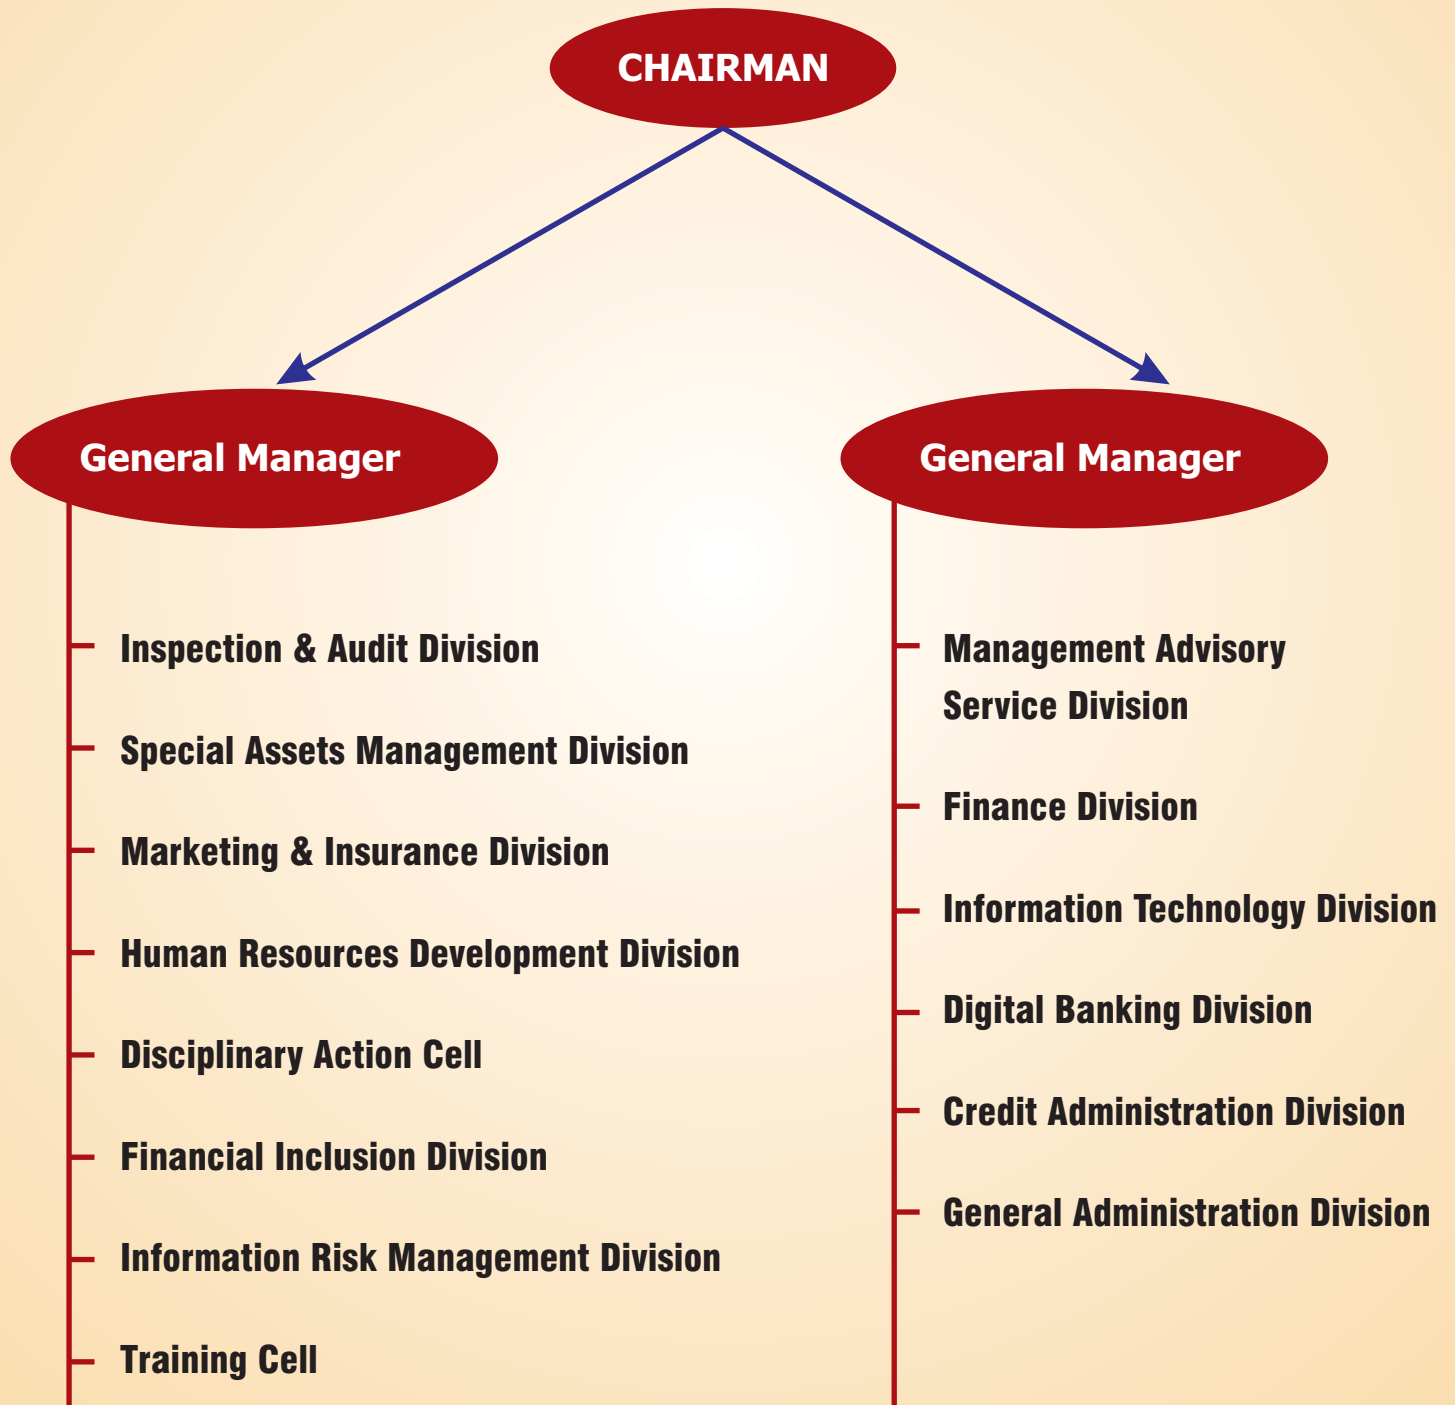 CHAIRMAN
General Manager
Inspection & Audit Division
Special Assets Management Division
Marketing & Insurance Division
Human Resources Development Division
Disciplinary Action Cell
Financial Inclusion Division
Information Risk Management Division
Training Cell
General Manager
Management Advisory
Service Division
Finance Division
Information Technology Division
Digital Banking Division
Credit Administration Division
General Administration Division